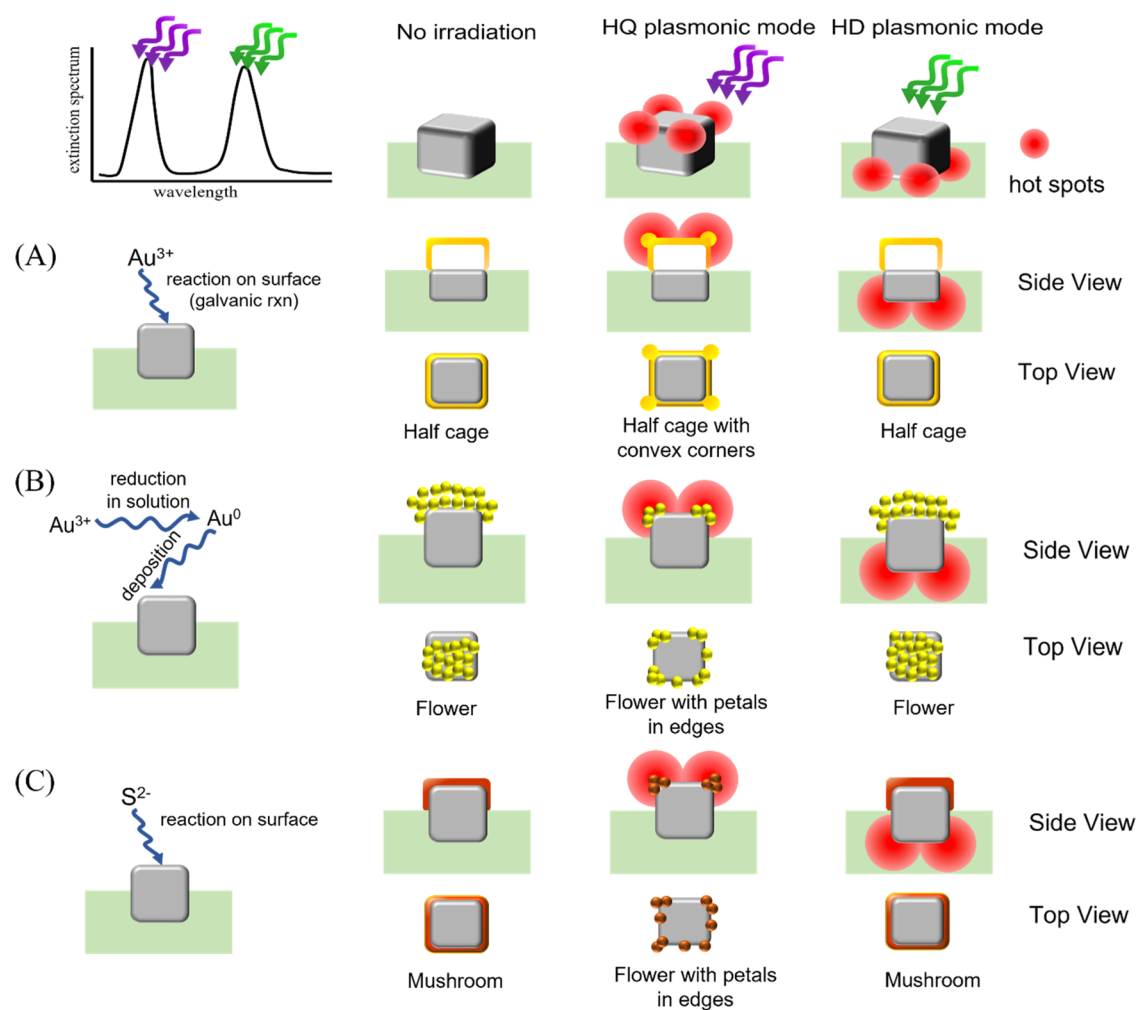 No irradiation
HQ plasmonic mode
HD plasmonic mode
extinction spectrum
wavelength
hot spots
(A)
Au³⁺
reaction on surface
(galvanic rxn)
Side View
Top View
Half cage
Half cage with
convex corners
Half cage
(B)
reduction
in solution
Au³⁺
Au⁰
deposition
Side View
Top View
Flower
Flower with petals
in edges
Flower
(C)
S²⁻
reaction on surface
Side View
Top View
Mushroom
Flower with petals
in edges
Mushroom